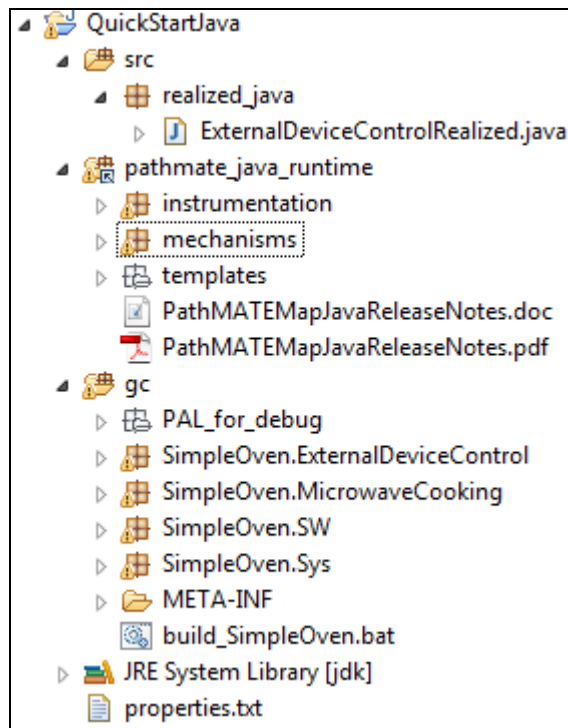 QuickStartJava
src
realized_java
ExternalDeviceControlRealized.java
pathmate_java_runtime
instrumentation
mechanisms
templates
PathMATEMapJavaReleaseNotes.doc
PathMATEMapJavaReleaseNotes.pdf
gc
PAL_for_debug
SimpleOven.ExternalDeviceControl
SimpleOven.MicrowaveCooking
SimpleOven.SW
SimpleOven.Sys
META-INF
build_SimpleOven.bat
JRE System Library [jdk]
properties.txt